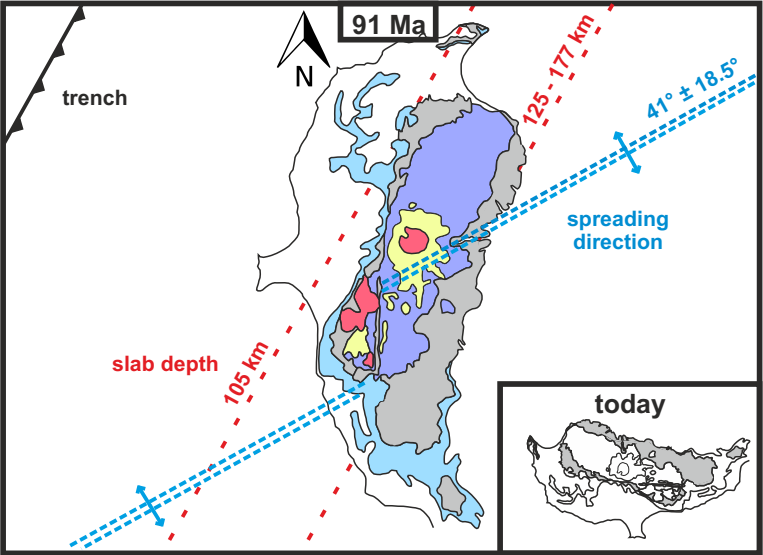 91 Ma
N
trench
125 - 177 km
41° ± 18.5°
spreading
direction
slab depth
105 km
today